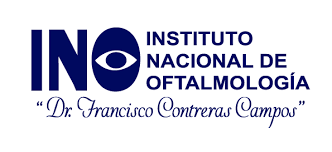 INO
INSTITUTO
NACIONAL DE
OFTALMOLOGÍA
“Dr. Francisco Contreras Campos”